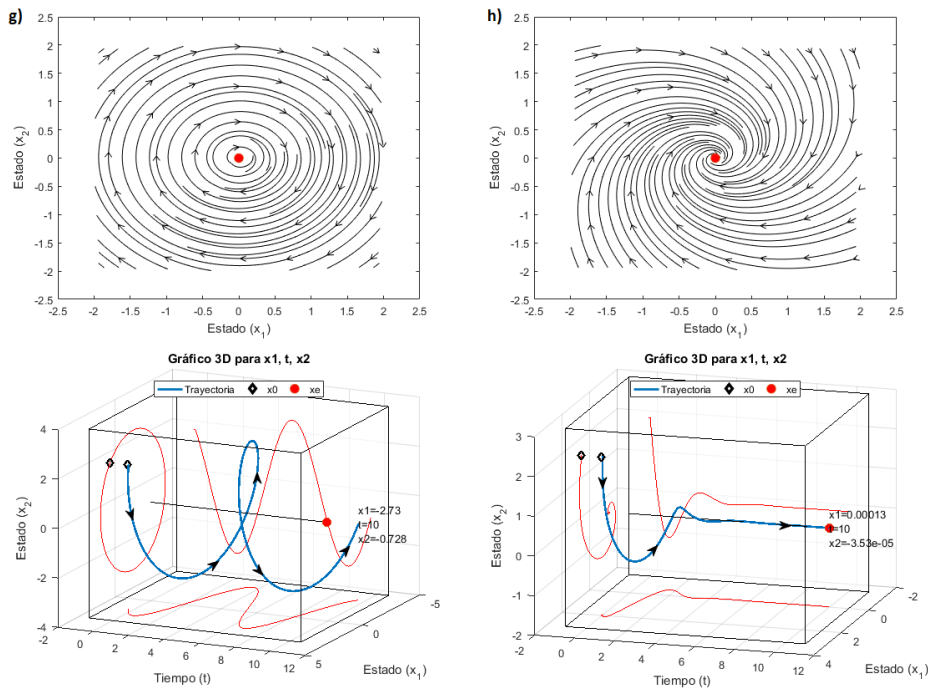 g)
2.5
2
1.5
1
0.5
0
-0.5
-1
-1.5
-2
-2.5
Estado (x2)
-2.5 -2 -1.5 -1 -0.5 0 0.5 1 1.5 2 2.5
Estado (x1)
h)
2.5
2
1.5
1
0.5
0
-0.5
-1
-1.5
-2
-2.5
Estado (x2)
-2.5 -2 -1.5 -1 -0.5 0 0.5 1 1.5 2 2.5
Estado (x1)
Gráfico 3D para x1, t, x2
Trayectoria x0 xe
4
2
0
-2
-4
Estado (x2)
x1=-2.73
t=10
x2=-0.728
-2 0 2 4 6 8 10 12
Tiempo (t)
5 0 -5
Estado (x1)
Gráfico 3D para x1, t, x2
Trayectoria x0 xe
3
2
1
0
-1
-2
Estado (x2)
x1=0.00013
t=10
x2=-3.53e-05
-2 0 2 4 6 8 10 12 14
Tiempo (t)
4 2 0 -2
Estado (x1)